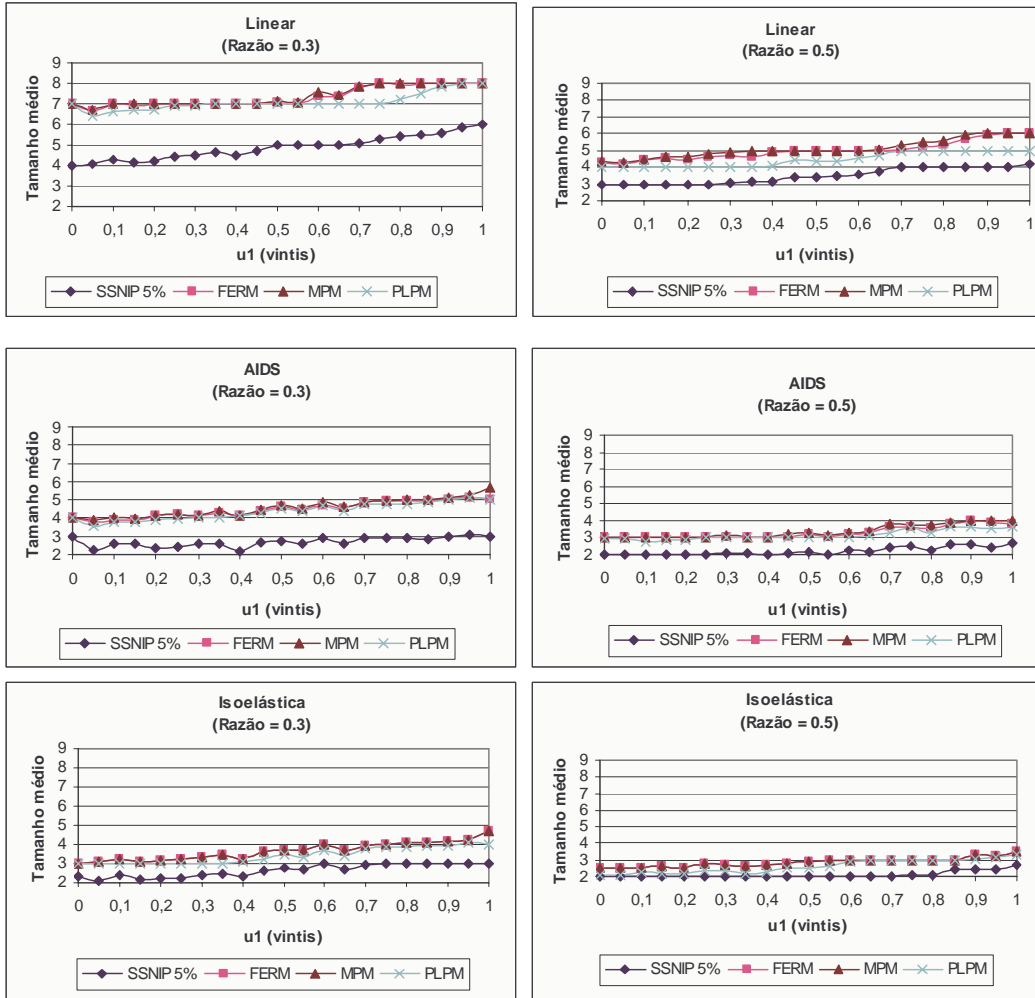 Linear
(Razão = 0.3)
Tamanho médio
9
8
7
6
5
4
3
2
0 0,1 0,2 0,3 0,4 0,5 0,6 0,7 0,8 0,9 1
u1 (vintis)
SSNIP 5% FERM MPM PLPM
Linear
(Razão = 0.5)
Tamanho médio
9
8
7
6
5
4
3
2
0 0,1 0,2 0,3 0,4 0,5 0,6 0,7 0,8 0,9 1
u1 (vintis)
SSNIP 5% FERM MPM PLPM
AIDS
(Razão = 0.3)
Tamanho médio
9
8
7
6
5
4
3
2
0 0,1 0,2 0,3 0,4 0,5 0,6 0,7 0,8 0,9 1
u1 (vintis)
SSNIP 5% FERM MPM PLPM
AIDS
(Razão = 0.5)
Tamanho médio
9
8
7
6
5
4
3
2
0 0,1 0,2 0,3 0,4 0,5 0,6 0,7 0,8 0,9 1
u1 (vintis)
SSNIP 5% FERM MPM PLPM
Isoelástica
(Razão = 0.3)
Tamanho médio
9
8
7
6
5
4
3
2
0 0,1 0,2 0,3 0,4 0,5 0,6 0,7 0,8 0,9 1
u1 (vintis)
SSNIP 5% FERM MPM PLPM
Isoelástica
(Razão = 0.5)
Tamanho médio
9
8
7
6
5
4
3
2
0 0,1 0,2 0,3 0,4 0,5 0,6 0,7 0,8 0,9 1
u1 (vintis)
SSNIP 5% FERM MPM PLPM